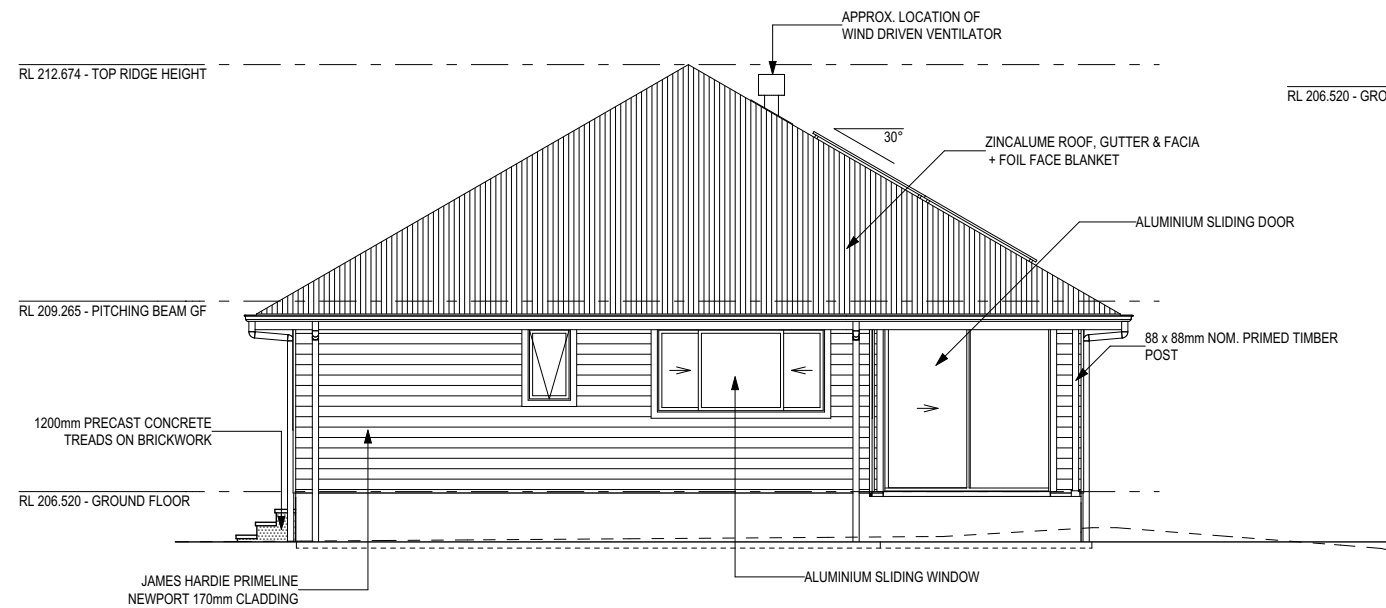 APPROX. LOCATION OF
WIND DRIVEN VENTILATOR
RL 212.674 - TOP RIDGE HEIGHT
RL 206.520 - GRO
30°
ZINCALUME ROOF, GUTTER & FACIA
+ FOIL FACE BLANKET
ALUMINIUM SLIDING DOOR
RL 209.265 - PITCHING BEAM GF
88 x 88mm NOM. PRIMED TIMBER
POST
1200mm PRECAST CONCRETE
TREADS ON BRICKWORK
RL 206.520 - GROUND FLOOR
JAMES HARDIE PRIMELINE
NEWPORT 170mm CLADDING
ALUMINIUM SLIDING WINDOW